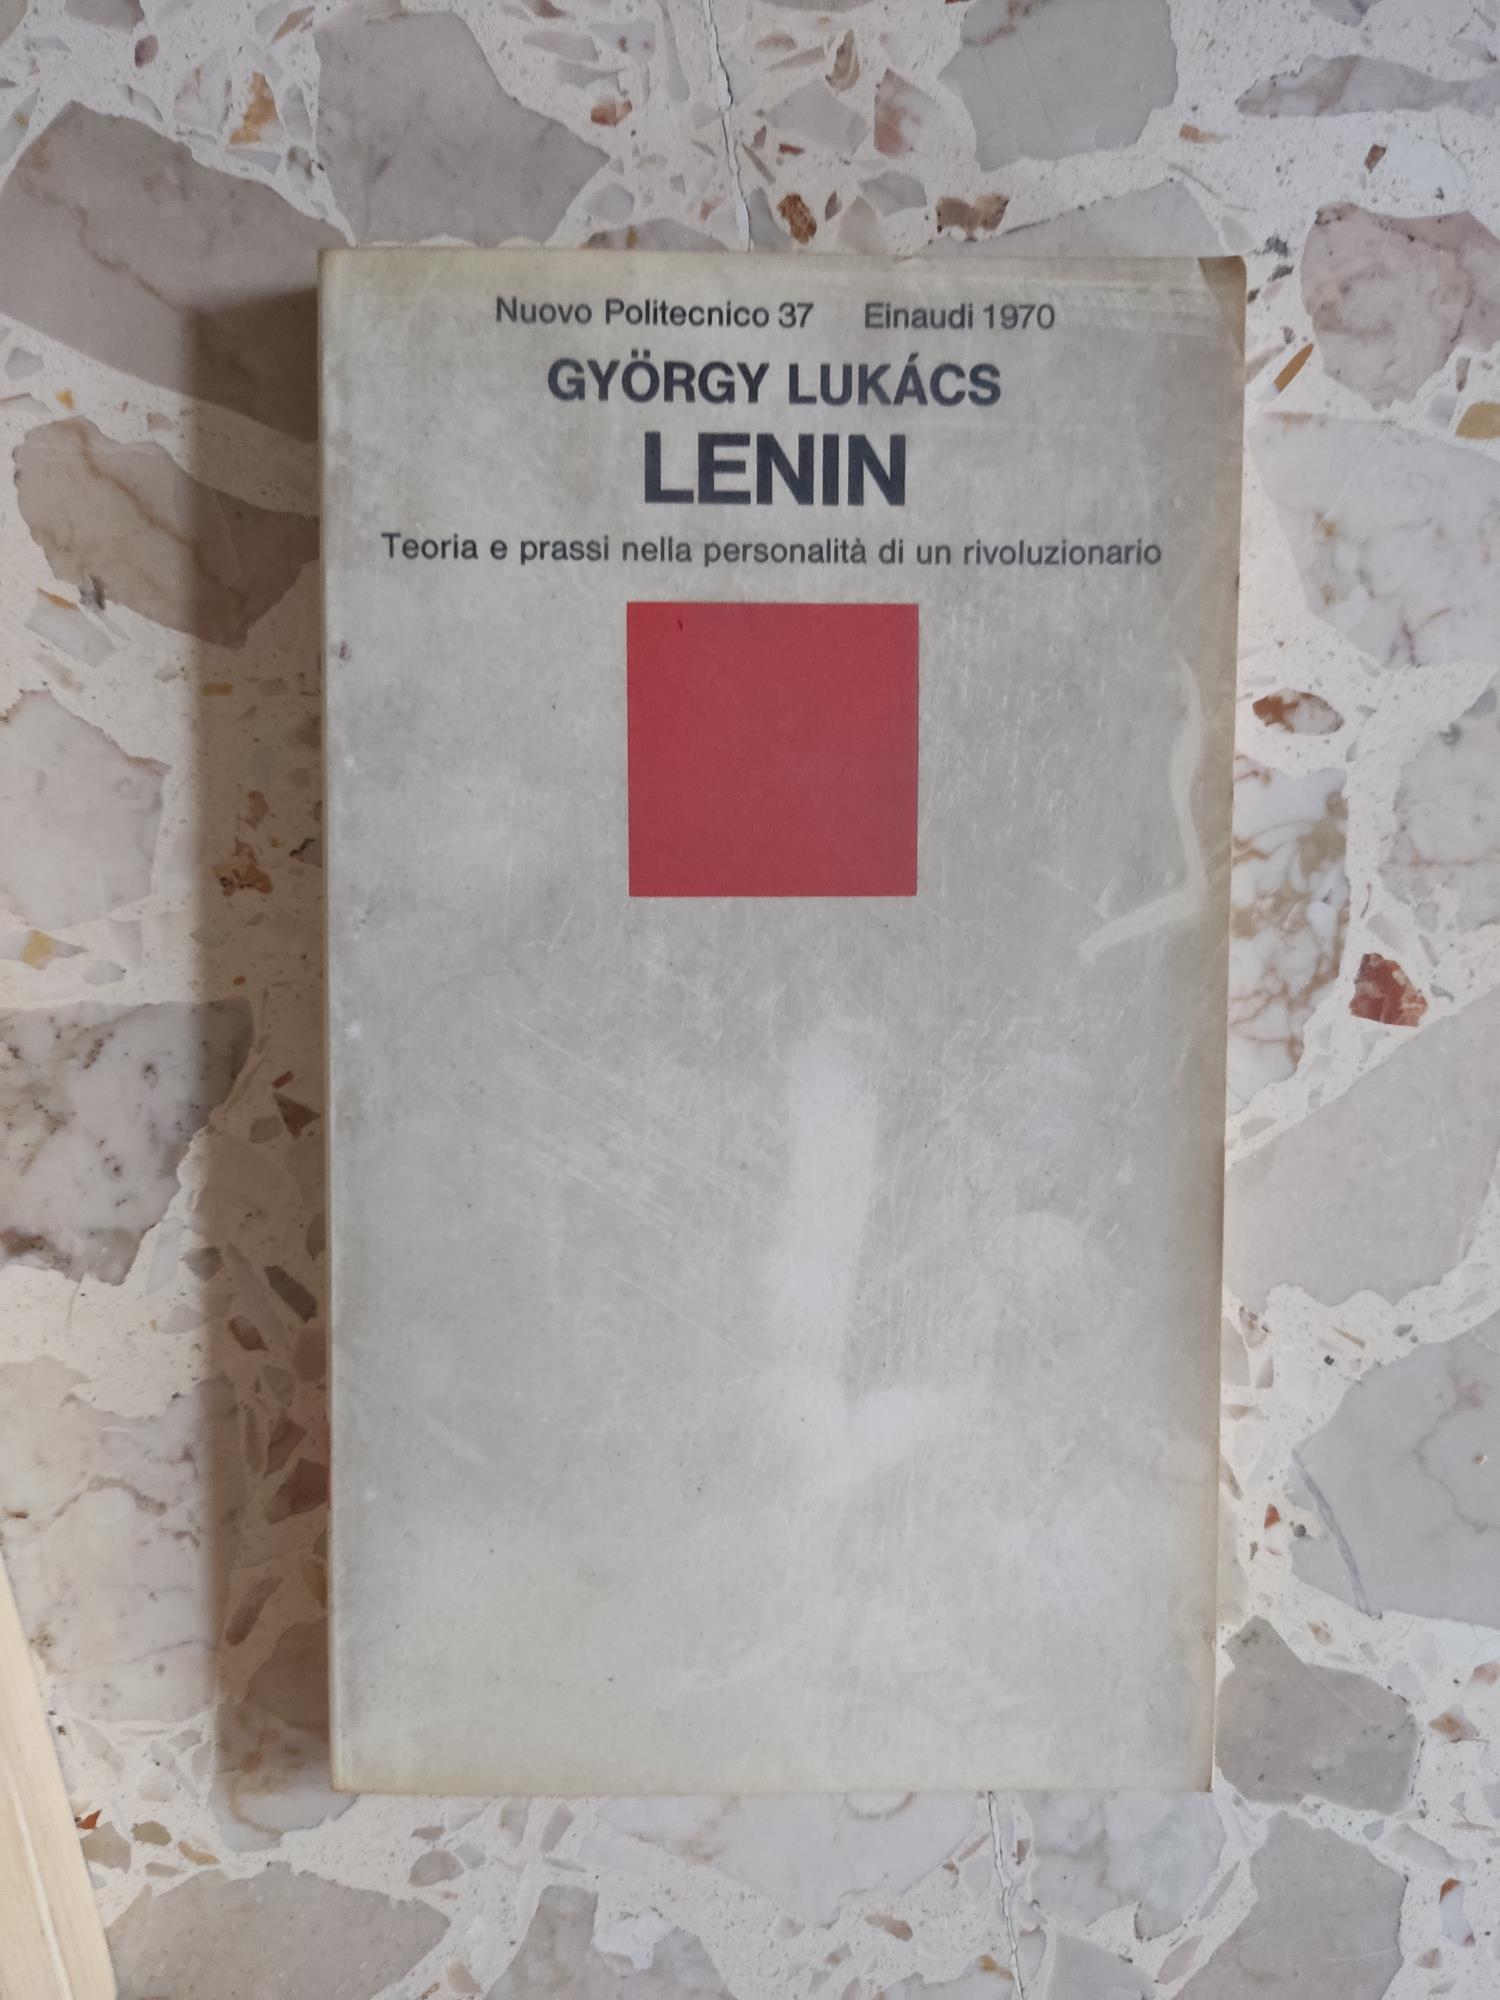 Nuovo Politecnico 37 Einaudi 1970
GYÖRGY LUKÁCS
LENIN
Teoria e prassi nella personalità di un rivoluzionario